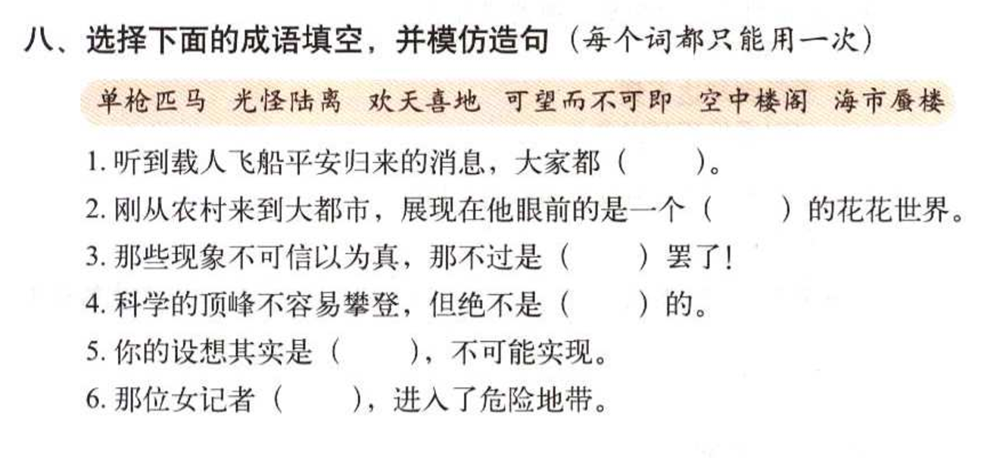 八、选择下面的成语填空，并模仿造句（每个词都只能用一次）
单枪匹马 光怪陆离 欢天喜地 可望而不可即 空中楼阁 海市蜃楼
1. 听到载人飞船平安归来的消息，大家都（ ）。
2. 刚从农村来到大都市，展现在他眼前的是一个（ ）的花花世界。
3. 那些现象不可信以为真，那不过是（ ）罢了！
4. 科学的顶峰不容易攀登，但绝不是（ ）的。
5. 你的设想其实是（ ），不可能实现。
6. 那位女记者（ ），进入了危险地带。